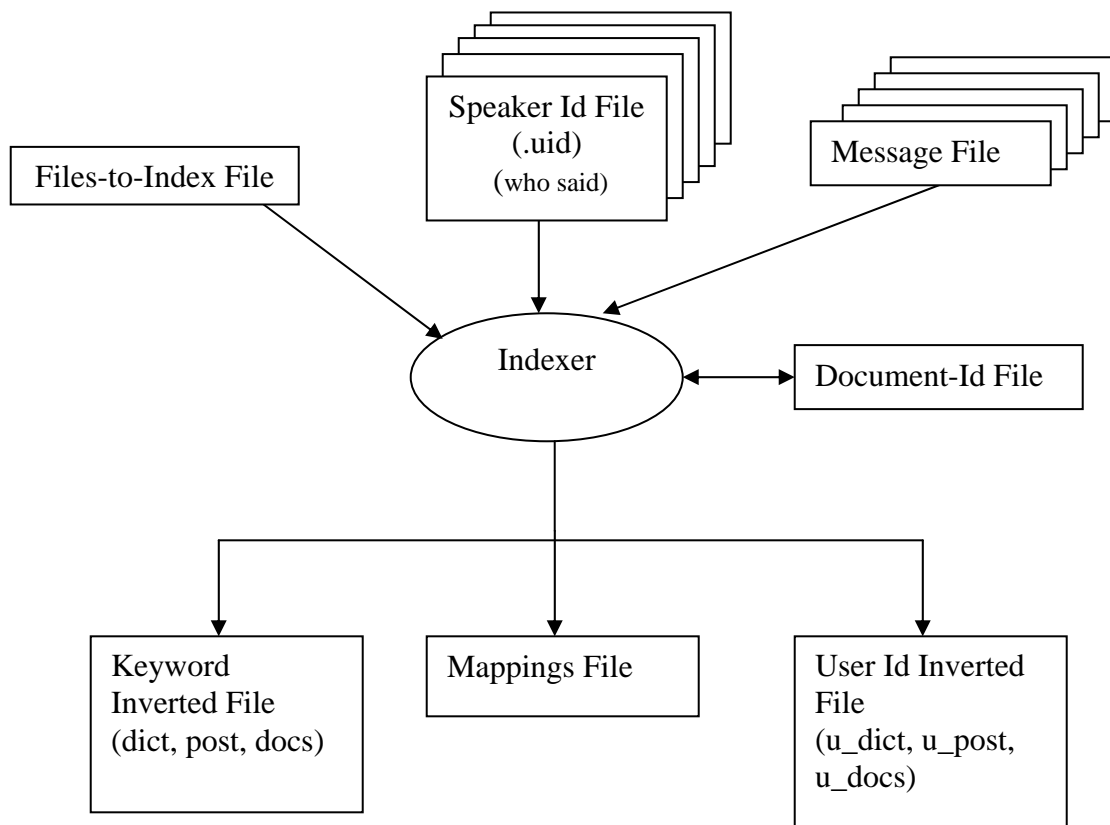 Speaker Id File
(.uid)
(who said)
Message File
Files-to-Index File
Indexer
Document-Id File
Keyword
Inverted File
(dict, post, docs)
Mappings File
User Id Inverted
File
(u_dict, u_post,
u_docs)